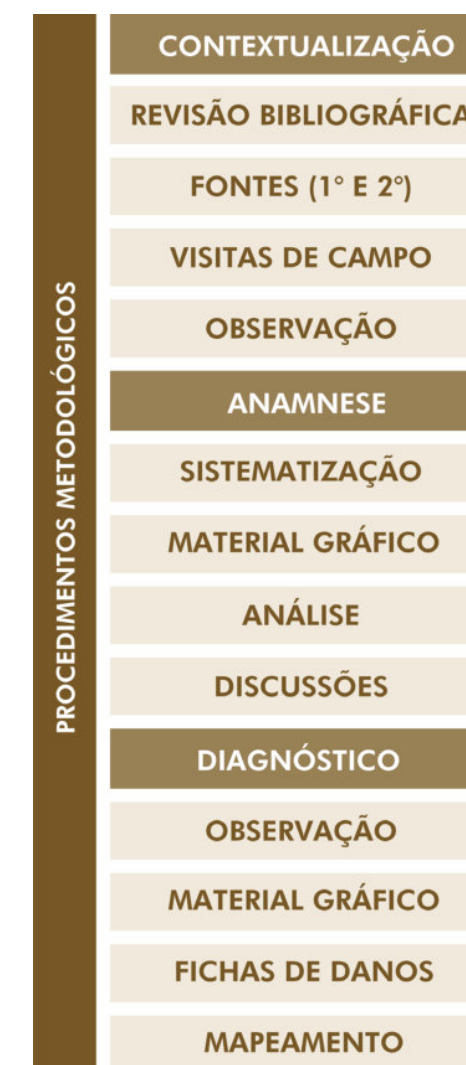 PROCEDIMENTOS METODOLÓGICOS
CONTEXTUALIZAÇÃO
REVISÃO BIBLIOGRÁFICA
FONTES (1° E 2°)
VISITAS DE CAMPO
OBSERVAÇÃO
ANAMNESE
SISTEMATIZAÇÃO
MATERIAL GRÁFICO
ANÁLISE
DISCUSSÕES
DIAGNÓSTICO
OBSERVAÇÃO
MATERIAL GRÁFICO
FICHAS DE DANOS
MAPEAMENTO